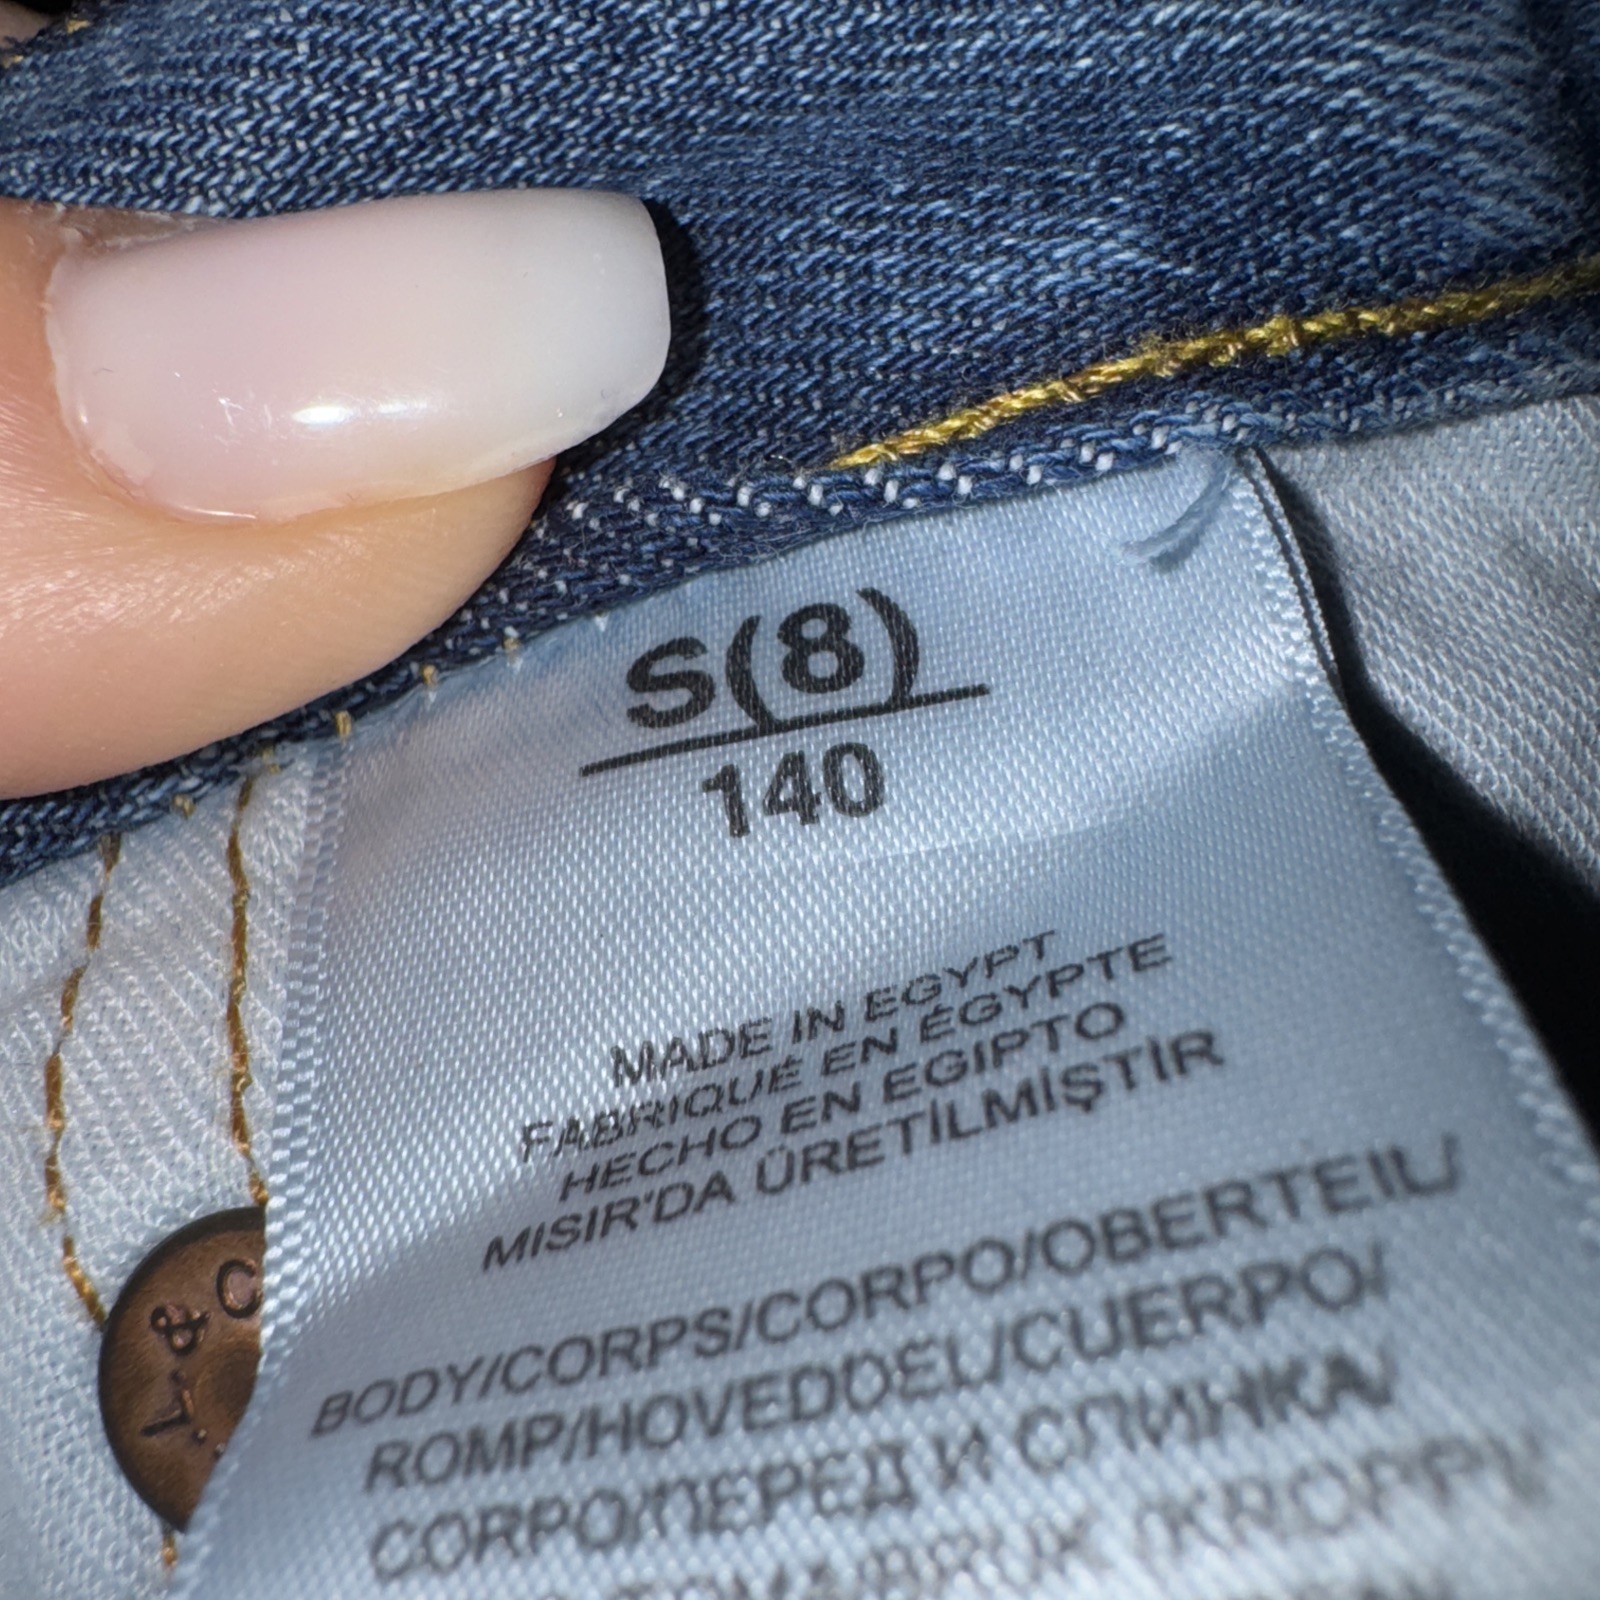 S(8)
140
MADE IN EGYPT
FABRIQUÉ EN ÉGYPTE
HECHO EN EGIPTO
MISIR'DA ÜRETİLMİŞTİR
BODY/CORPS/CORPO/OBERTEIL/
ROMP/HOVEDDEL/CUERPO/
CORPO/ПЕРЕД И СПИНКА/
L. & C